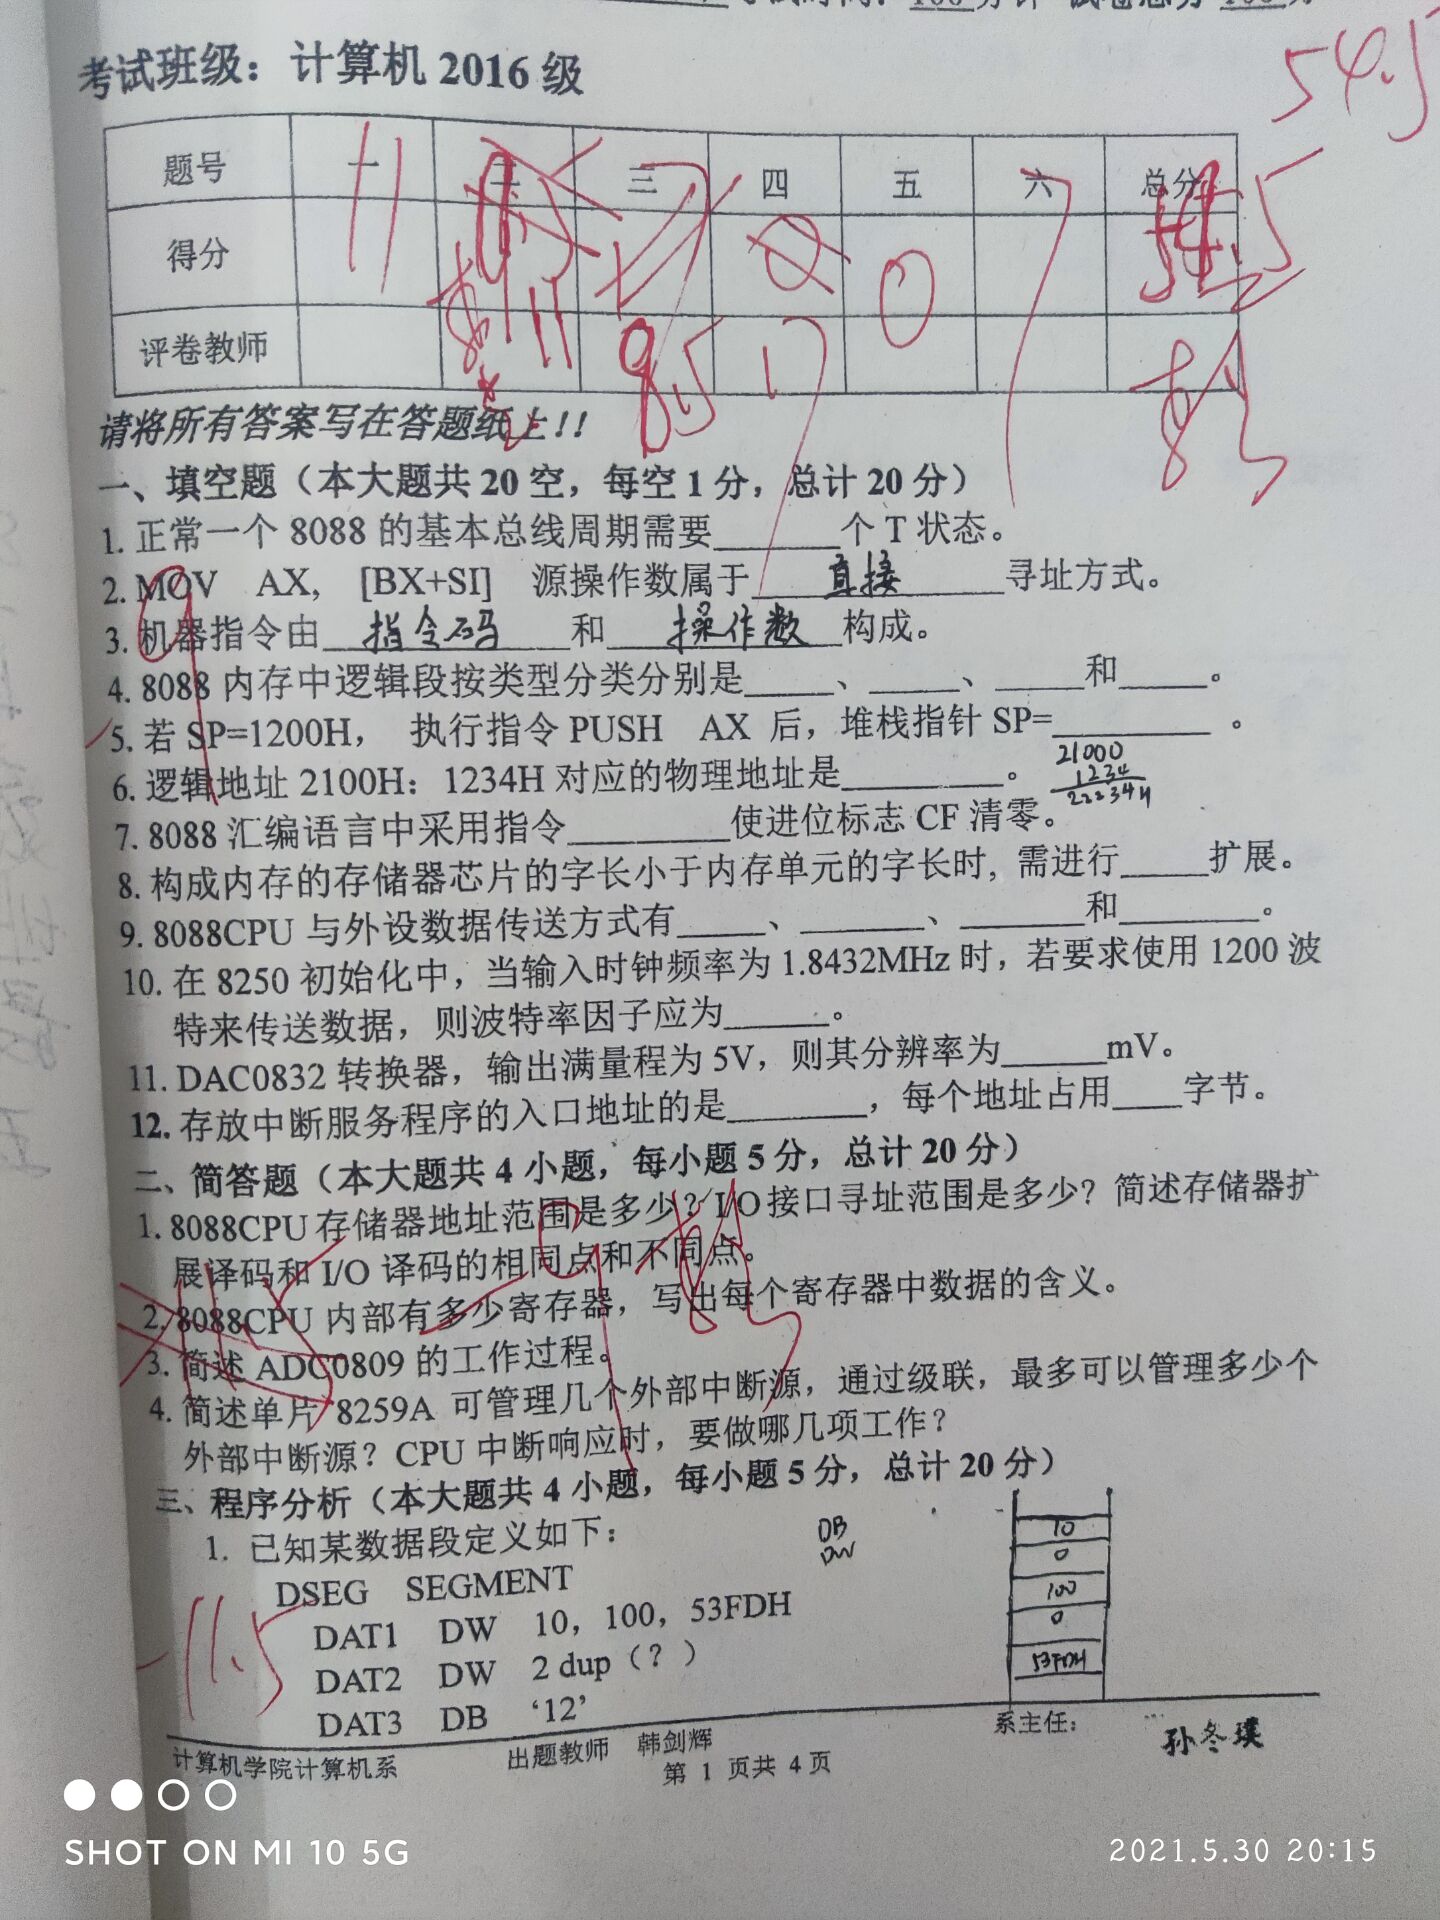 考试时间： 100 分钟 试卷总分 100 分
54.5
考试班级：计算机 2016 级
题号 一 二 三 四 五 六 总分
得分 11 0
评卷教师 11 8.5 17
请将所有答案写在答题纸上!!
一、填空题（本大题共 20 空，每空 1 分，总计 20 分）
1. 正常一个 8088 的基本总线周期需要______个 T 状态。
2. MOV AX, [BX+SI] 源操作数属于 直接 寻址方式。
3. 机器指令由 指令码 和 操作数 构成。
4. 8088 内存中逻辑段按类型分类分别是____、____、____和____。
5. 若 SP=1200H， 执行指令 PUSH AX 后，堆栈指针 SP=________。
6. 逻辑地址 2100H：1234H 对应的物理地址是________。
21000
1234
22234H
7. 8088 汇编语言中采用指令________使进位标志 CF 清零。
8. 构成内存的存储器芯片的字长小于内存单元的字长时, 需进行____扩展。
9. 8088CPU 与外设数据传送方式有____、______、______和______。
10. 在 8250 初始化中，当输入时钟频率为 1.8432MHz 时，若要求使用 1200 波
特来传送数据，则波特率因子应为_____。
11. DAC0832 转换器，输出满量程为 5V，则其分辨率为_____mV。
12. 存放中断服务程序的入口地址的是_______，每个地址占用___字节。
二、简答题（本大题共 4 小题，每小题 5 分，总计 20 分）
1. 8088CPU 存储器地址范围是多少？I/O 接口寻址范围是多少？简述存储器扩
展译码和 I/O 译码的相同点和不同点。
2. 8088CPU 内部有多少寄存器，写出每个寄存器中数据的含义。
3. 简述 ADC0809 的工作过程。
4. 简述单片 8259A 可管理几个外部中断源，通过级联，最多可以管理多少个
外部中断源？CPU 中断响应时，要做哪几项工作？
三、程序分析（本大题共 4 小题，每小题 5 分，总计 20 分）
1. 已知某数据段定义如下：
DB
DW
DSEG SEGMENT
DAT1 DW 10，100，53FDH
DAT2 DW 2 dup（？）
DAT3 DB ‘12’
10
0
100
0
53FDH
-11.5
计算机学院计算机系 出题教师 韩剑辉 系主任： 孙冬璞
第 1 页共 4 页
SHOT ON MI 10 5G
2021.5.30 20:15